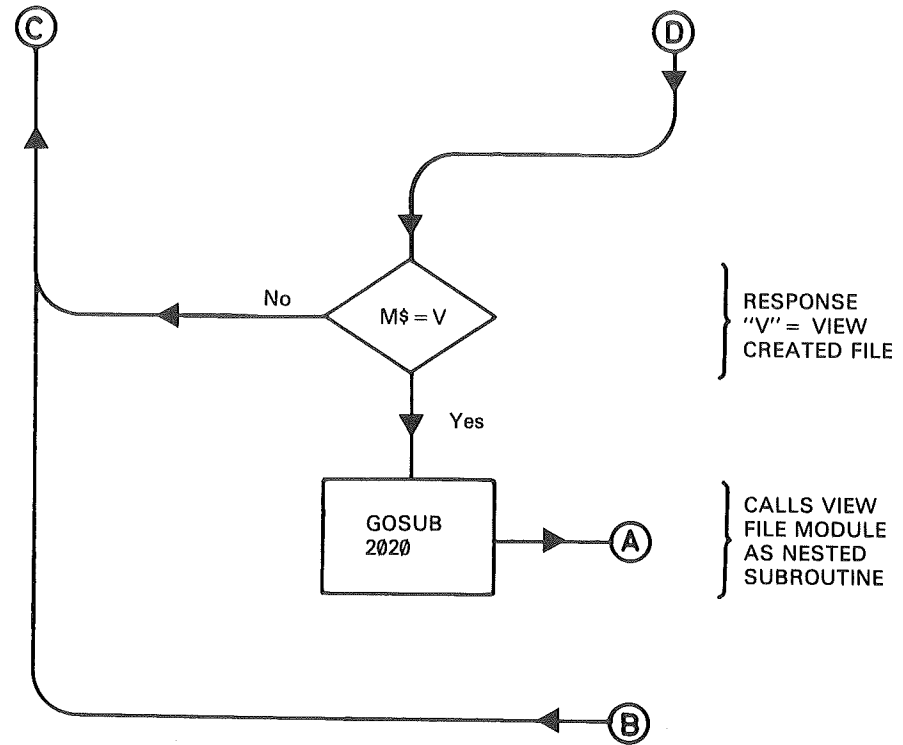 C
D
No
M$ = V
RESPONSE
"V" = VIEW
CREATED FILE
Yes
GOSUB
2020
A
CALLS VIEW
FILE MODULE
AS NESTED
SUBROUTINE
B